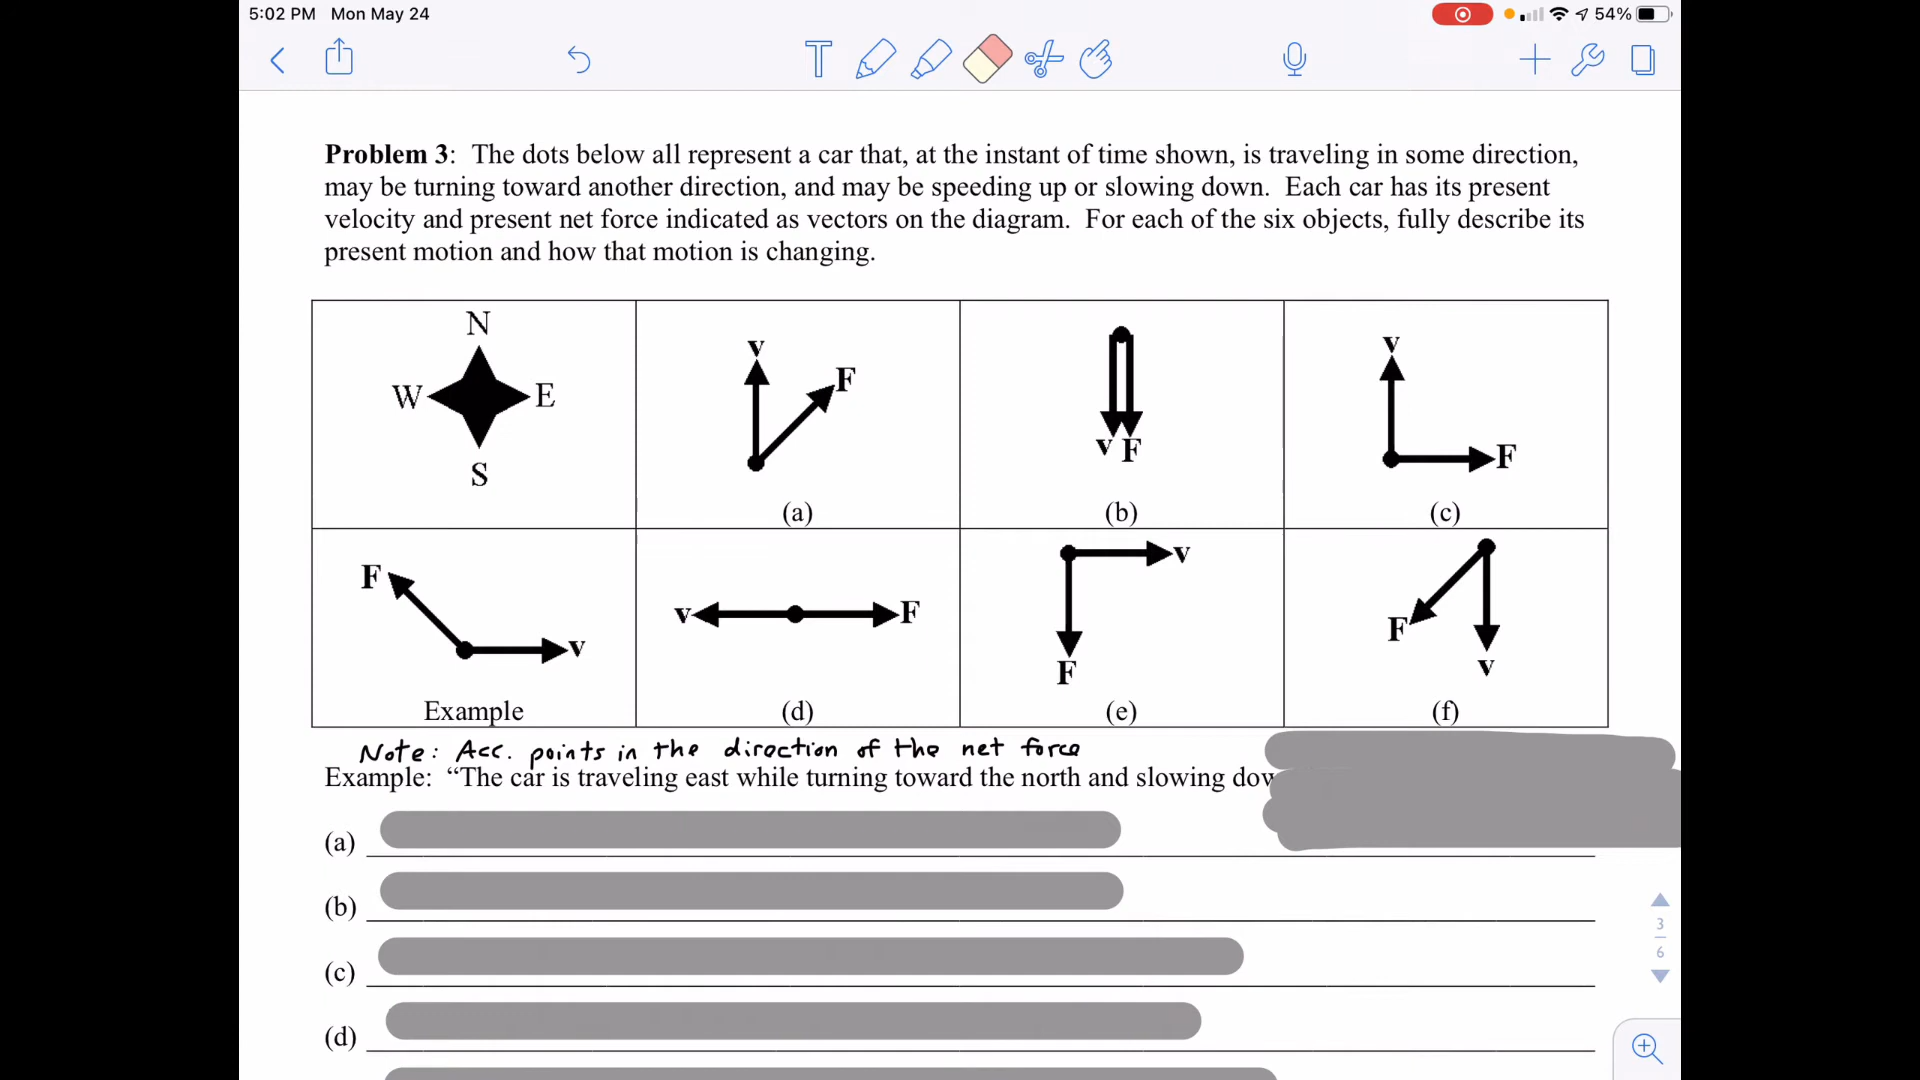 5:02 PM Mon May 24
54%
T
Problem 3: The dots below all represent a car that, at the instant of time shown, is traveling in some direction,
may be turning toward another direction, and may be speeding up or slowing down. Each car has its present
velocity and present net force indicated as vectors on the diagram. For each of the six objects, fully describe its
present motion and how that motion is changing.
N
W E
S
v
F
(a)
v F
(b)
v
F
(c)
F
v
Example
v F
(d)
v
F
(e)
F
v
(f)
Note: Acc. points in the direction of the net force
Example: “The car is traveling east while turning toward the north and slowing dow
(a)
(b)
(c)
(d)
3
6